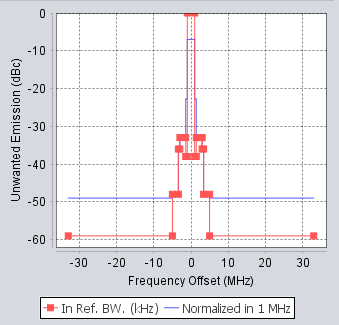 Unwanted Emission (dBc)
0
-10
-20
-30
-40
-50
-60
-30 -20 -10 0 10 20 30
Frequency Offset (MHz)
In Ref. BW. (kHz) Normalized in 1 MHz